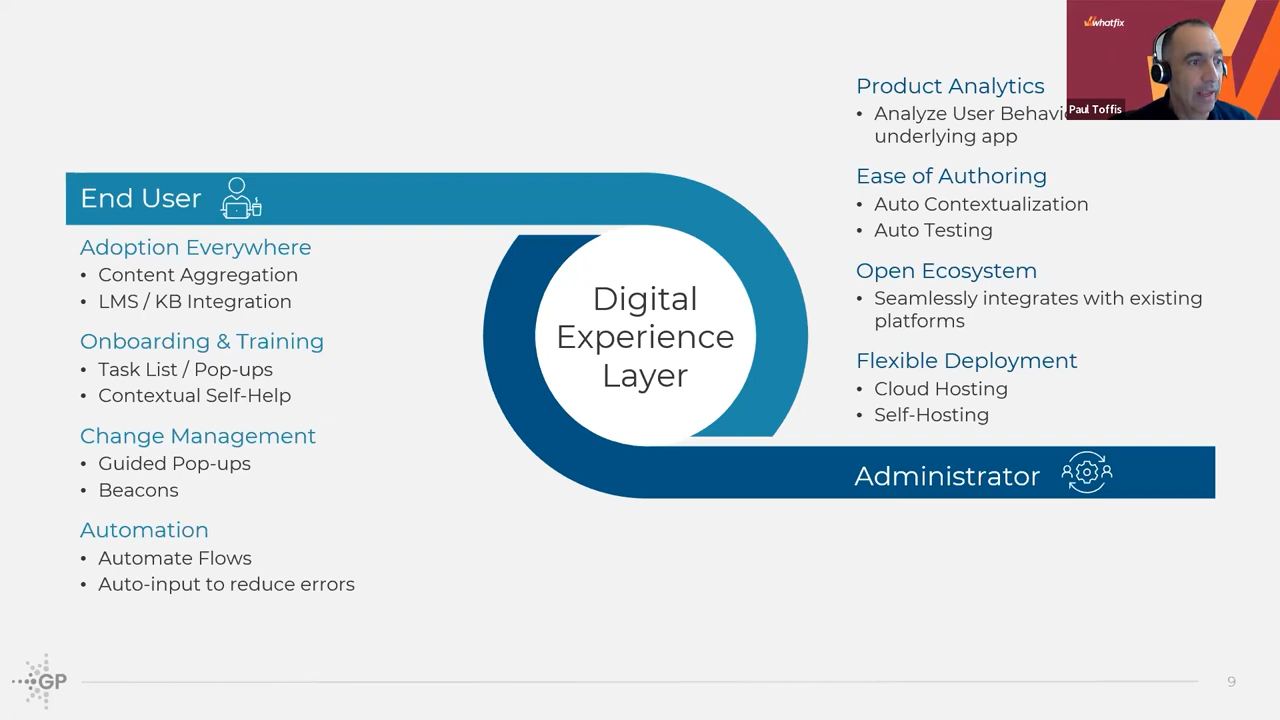 whatfix
Paul Toffis
Product Analytics
• Analyze User
underlying app
Ease of Authoring
• Auto Contextualization
• Auto Testing
Open Ecosystem
• Seamlessly integrates with existing
platforms
Flexible Deployment
• Cloud Hosting
• Self-Hosting
Administrator
End User
Adoption Everywhere
• Content Aggregation
• LMS / KB Integration
Onboarding & Training
• Task List / Pop-ups
• Contextual Self-Help
Change Management
• Guided Pop-ups
• Beacons
Automation
• Automate Flows
• Auto-input to reduce errors
Digital
Experience
Layer
GP
9